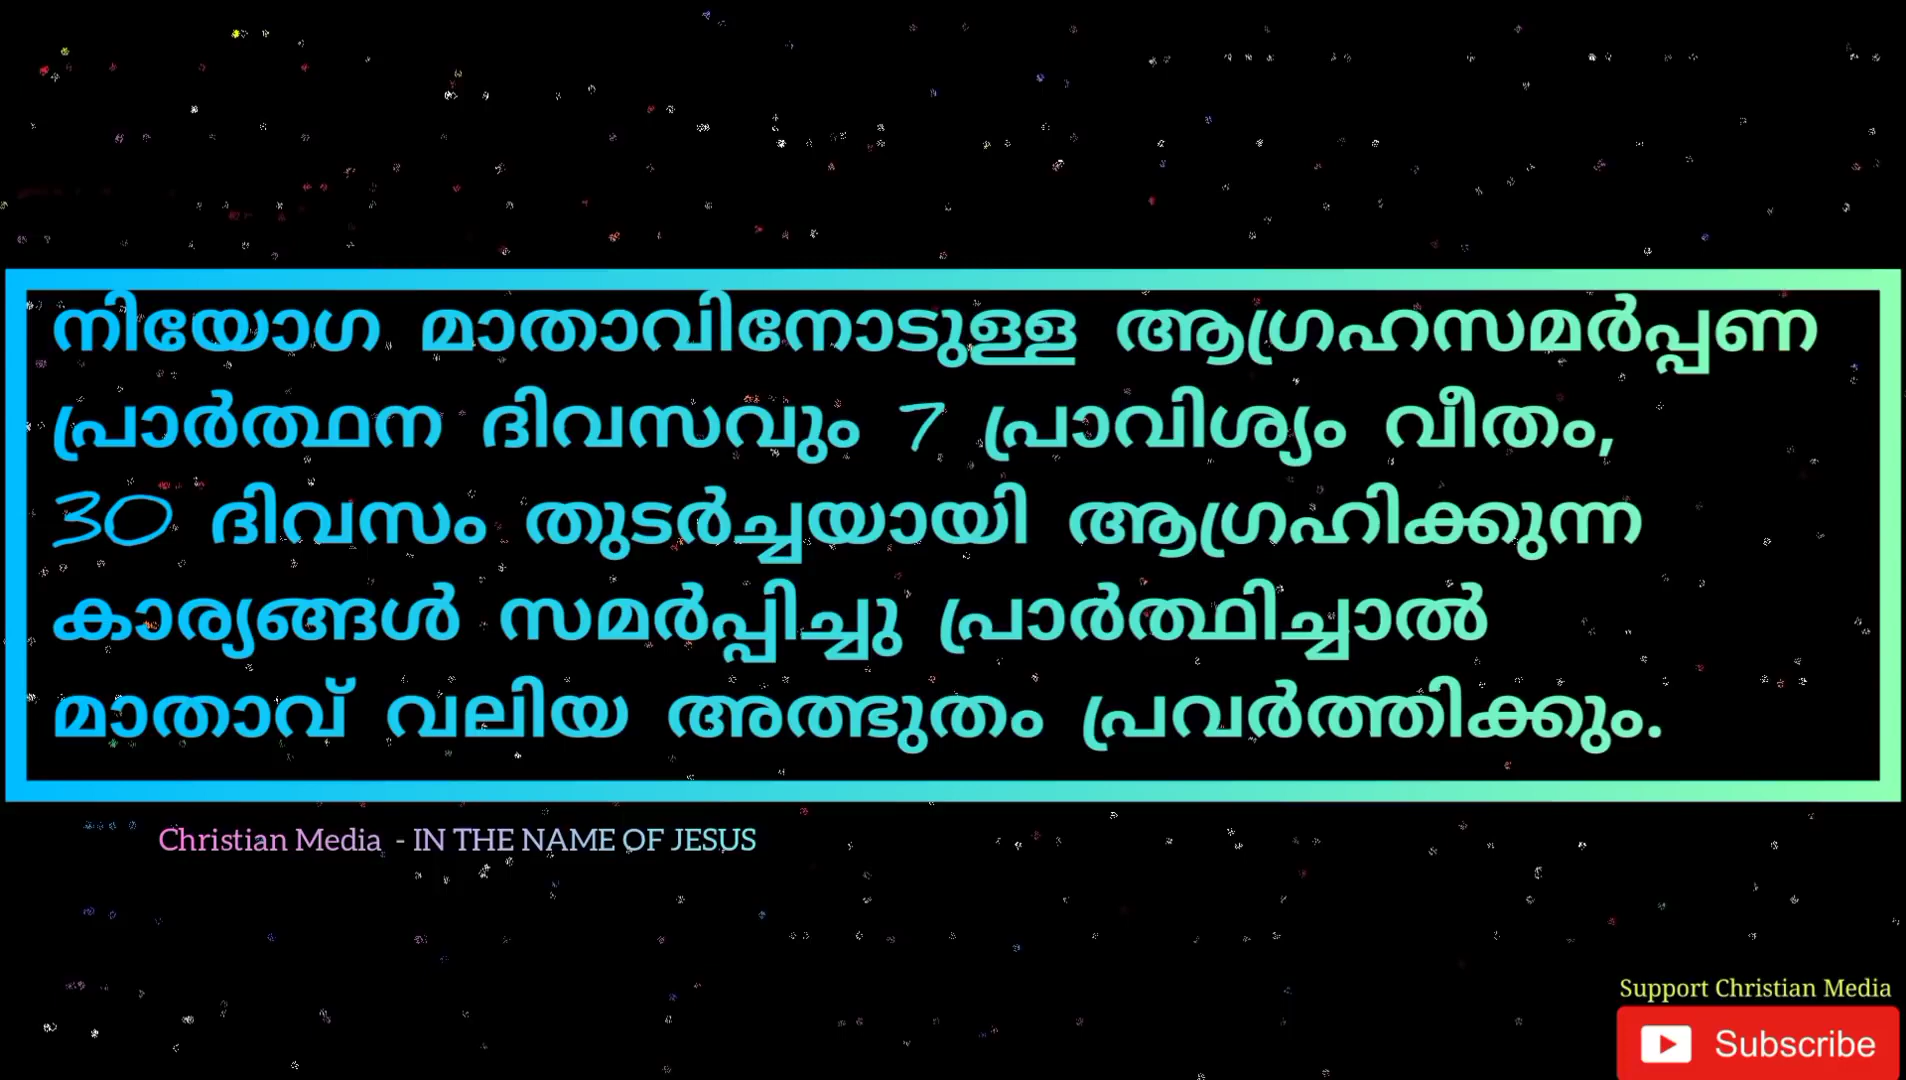 നിയോഗ മാതാവിനോടുള്ള ആഗ്രഹസമർപ്പണ
പ്രാർത്ഥന ദിവസവും 7 പ്രാവിശ്യം വീതം,
30 ദിവസം തുടർച്ചയായി ആഗ്രഹിക്കുന്ന
കാര്യങ്ങൾ സമർപ്പിച്ചു പ്രാർത്ഥിച്ചാൽ
മാതാവ് വലിയ അത്ഭുതം പ്രവർത്തിക്കും.
Christian Media - IN THE NAME OF JESUS
Support Christian Media
Subscribe